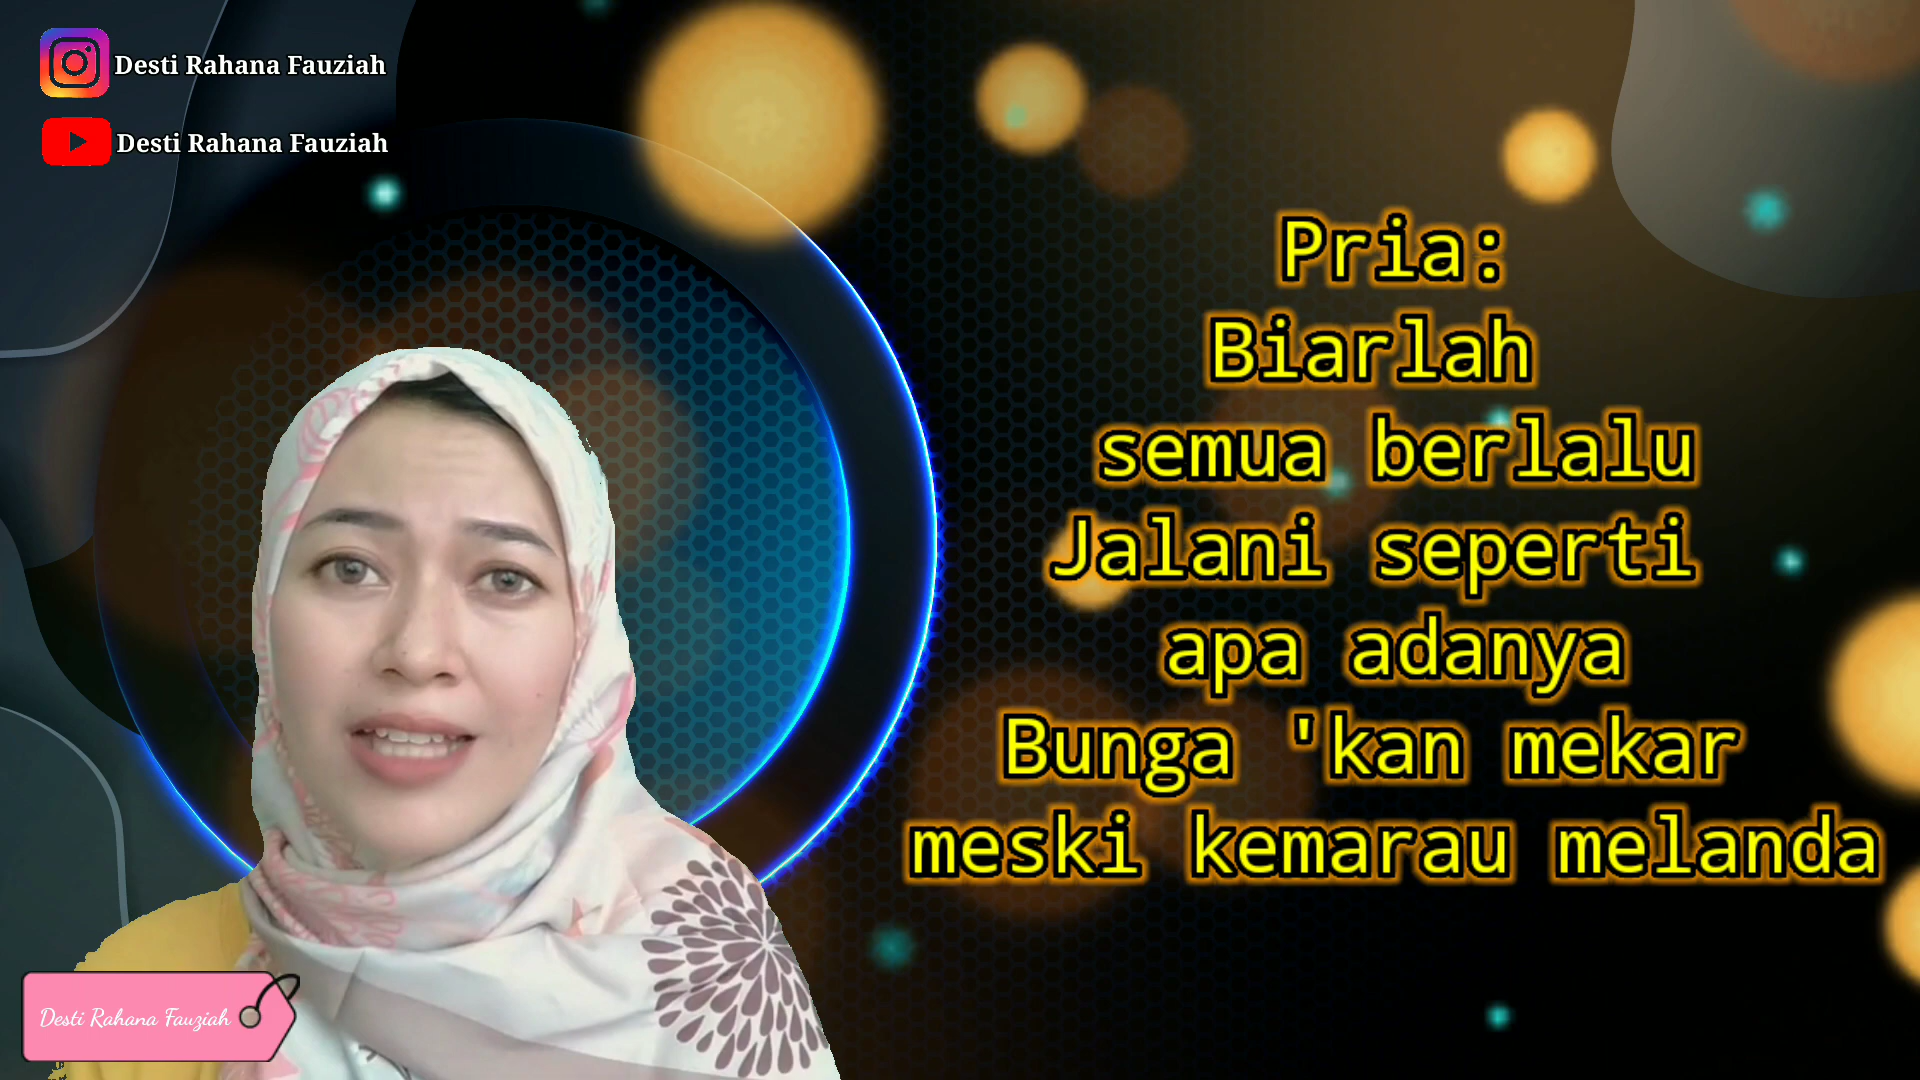 Desti Rahana Fauziah
Desti Rahana Fauziah
Pria:
Biarlah
semua berlalu
Jalani seperti
apa adanya
Bunga 'kan mekar
meski kemarau melanda
Desti Rahana Fauziah